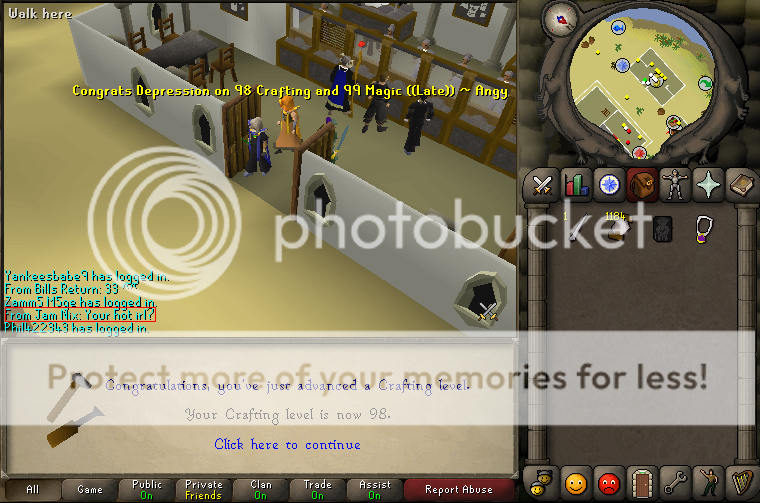 Walk here
Congrats Depression on 98 Crafting and 99 Magic ((Late)) ~ Angy
1 1184
photobucket
Yankeesbabe9 has logged in.
From Bills Return: 33
Zamm5 M5ge has logged in.
From Jam Nix: Your hot irl?
Phil422343 has logged in.
Protect more of your memories for less!
Congratulations, you've just advanced a Crafting level.
Your Crafting level is now 98.
Click here to continue
All Game Public On Private Friends Clan On Trade On Assist On Report Abuse